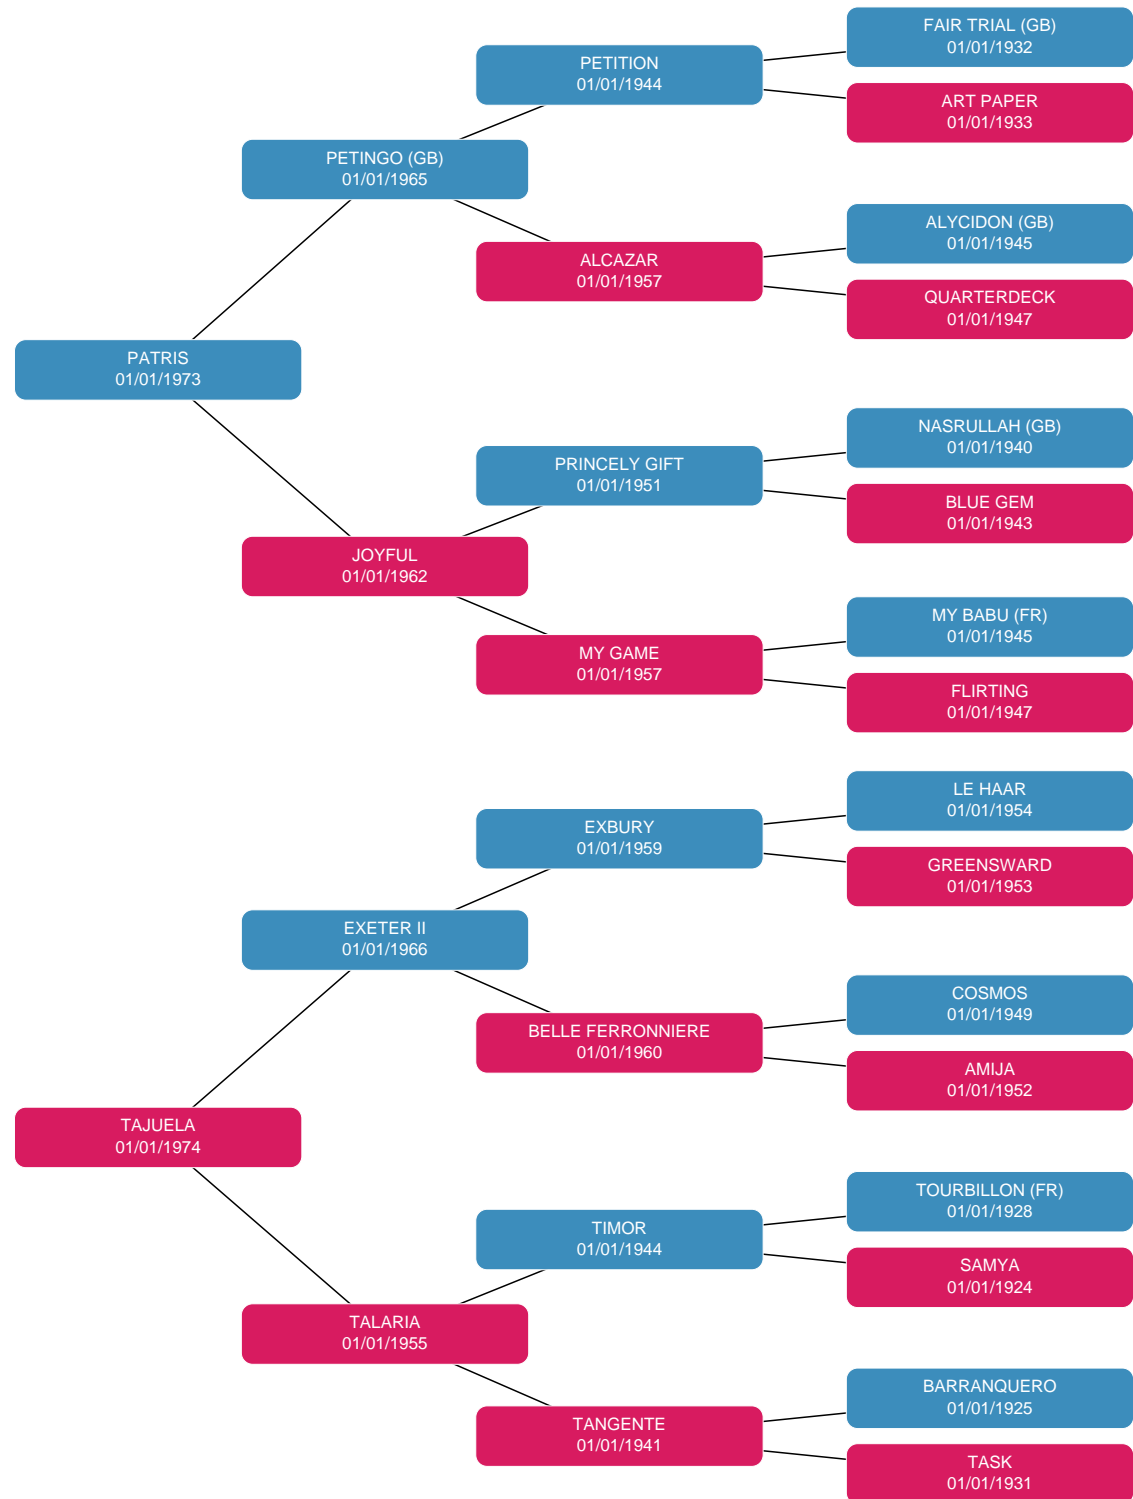 FAIR TRIAL (GB)
01/01/1932
PETITION
01/01/1944
ART PAPER
01/01/1933
PETINGO (GB)
01/01/1965
ALYCIDON (GB)
01/01/1945
ALCAZAR
01/01/1957
QUARTERDECK
01/01/1947
PATRIS
01/01/1973
NASRULLAH (GB)
01/01/1940
PRINCELY GIFT
01/01/1951
BLUE GEM
01/01/1943
JOYFUL
01/01/1962
MY BABU (FR)
01/01/1945
MY GAME
01/01/1957
FLIRTING
01/01/1947
LE HAAR
01/01/1954
EXBURY
01/01/1959
GREENSWARD
01/01/1953
EXETER II
01/01/1966
COSMOS
01/01/1949
BELLE FERRONNIERE
01/01/1960
AMIJA
01/01/1952
TAJUELA
01/01/1974
TOURBILLON (FR)
01/01/1928
TIMOR
01/01/1944
SAMYA
01/01/1924
TALARIA
01/01/1955
BARRANQUERO
01/01/1925
TANGENTE
01/01/1941
TASK
01/01/1931